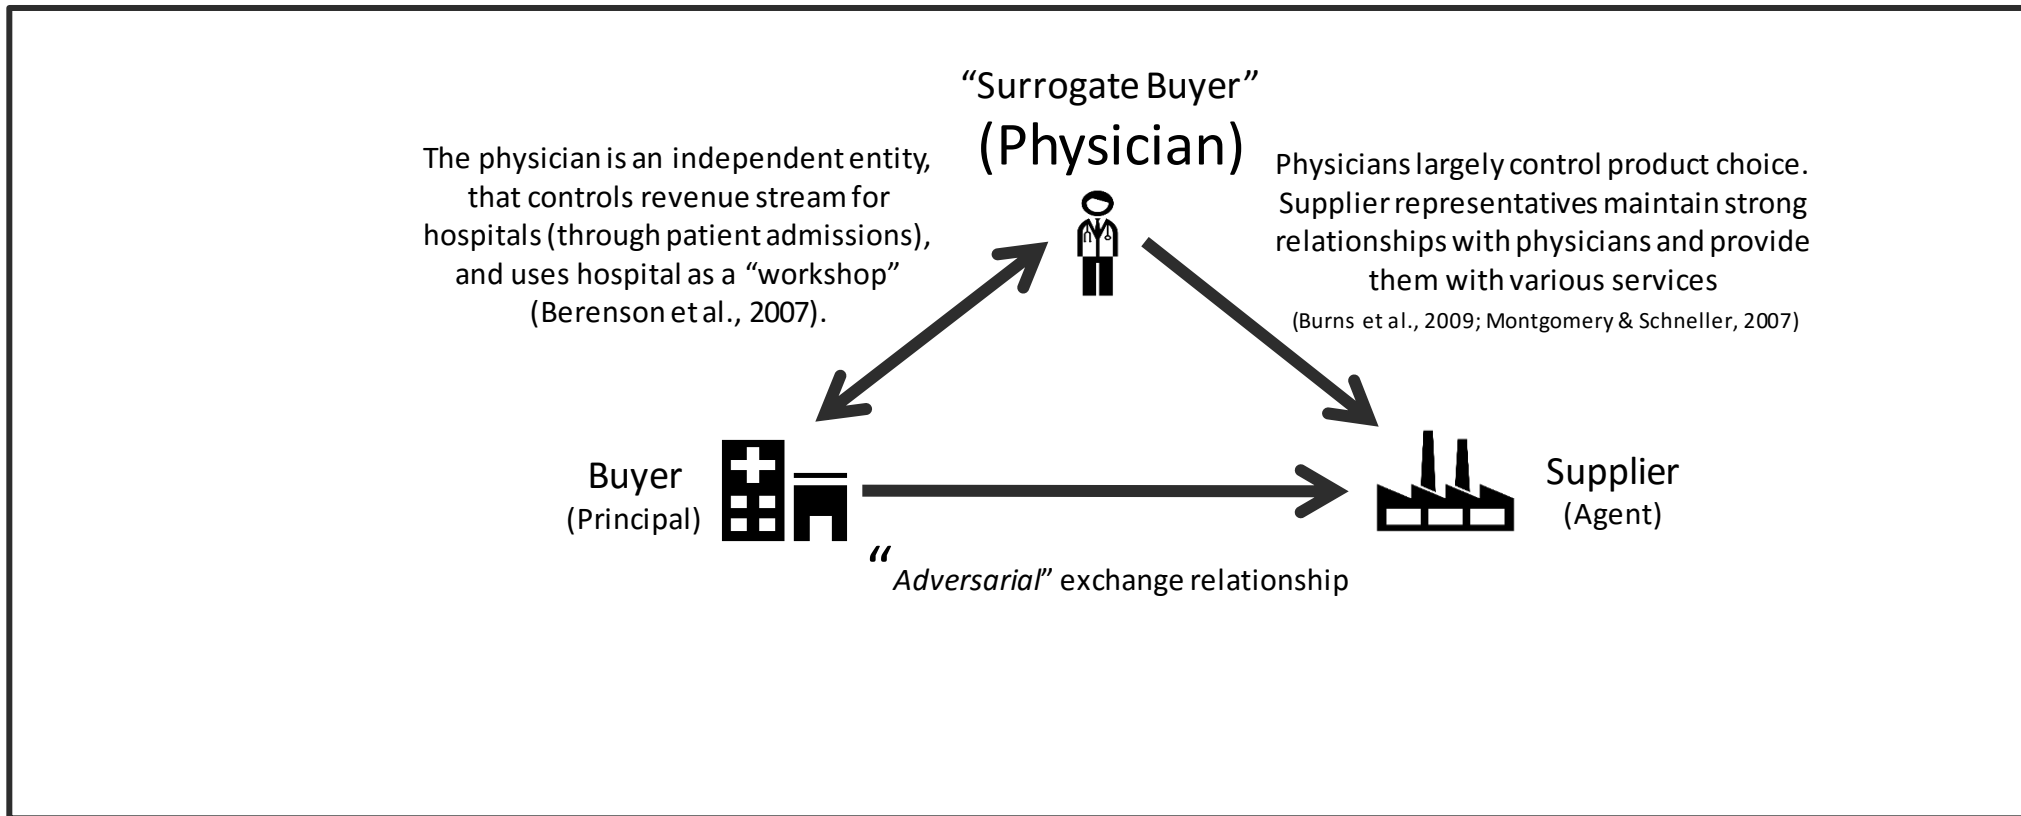 “Surrogate Buyer”
(Physician)
The physician is an independent entity,
that controls revenue stream for
hospitals (through patient admissions),
and uses hospital as a “workshop”
(Berenson et al., 2007).
Physicians largely control product choice.
Supplier representatives maintain strong
relationships with physicians and provide
them with various services
(Burns et al., 2009; Montgomery & Schneller, 2007)
Buyer
(Principal)
Supplier
(Agent)
“Adversarial” exchange relationship